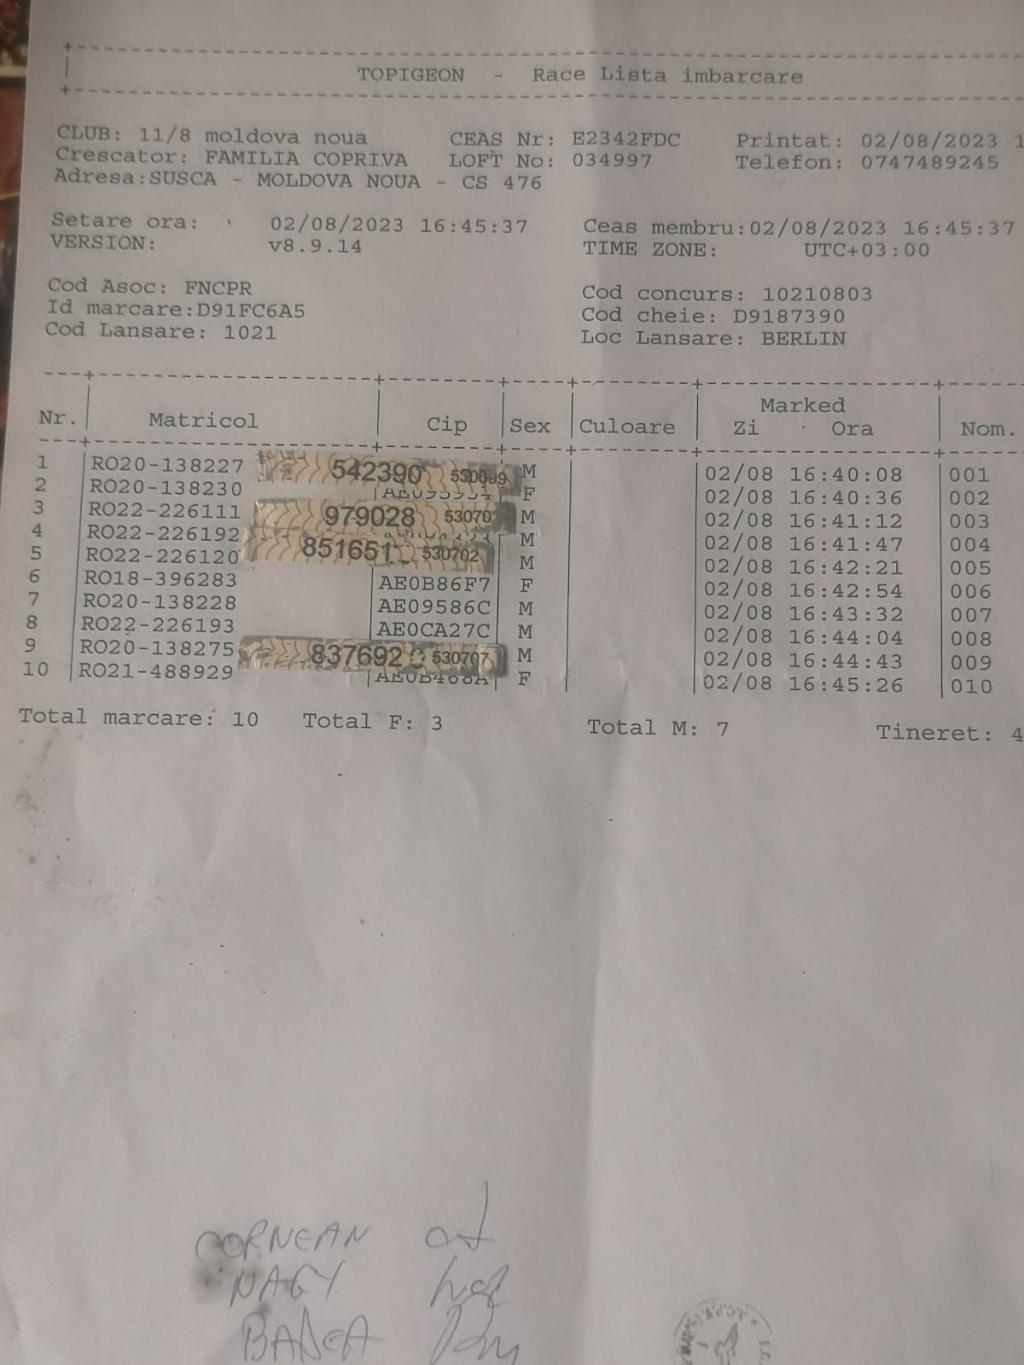 TOPIGEON - Race Lista imbarcare
CLUB: 11/8 moldova noua CEAS Nr: E2342FDC Printat: 02/08/2023
Crescator: FAMILIA COPRIVA LOFT No: 034997 Telefon: 0747489245
Adresa:SUSCA - MOLDOVA NOUA - CS 476
Setare ora: 02/08/2023 16:45:37 Ceas membru:02/08/2023 16:45:37
VERSION: v8.9.14 TIME ZONE: UTC+03:00
Cod Asoc: FNCPR Cod concurs: 10210803
Id marcare:D91FC6A5 Cod cheie: D9187390
Cod Lansare: 1021 Loc Lansare: BERLIN
Marked
Nr. Matricol Cip Sex Culoare Zi Ora Nom.
1 RO20-138227 542390 530699 M 02/08 16:40:08 001
2 RO20-138230 F 02/08 16:40:36 002
3 RO22-226111 979028 53070 M 02/08 16:41:12 003
4 RO22-226192 M 02/08 16:41:47 004
5 RO22-226120 851651 530702 M 02/08 16:42:21 005
6 RO18-396283 AE0B86F7 F 02/08 16:42:54 006
7 RO20-138228 AE09586C M 02/08 16:43:32 007
8 RO22-226193 AE0CA27C M 02/08 16:44:04 008
9 RO20-138275 837692 530707 M 02/08 16:44:43 009
10 RO21-488929 F 02/08 16:45:26 010
Total marcare: 10 Total F: 3 Total M: 7 Tineret: 4
CORNEAN
NAGY
BADEA